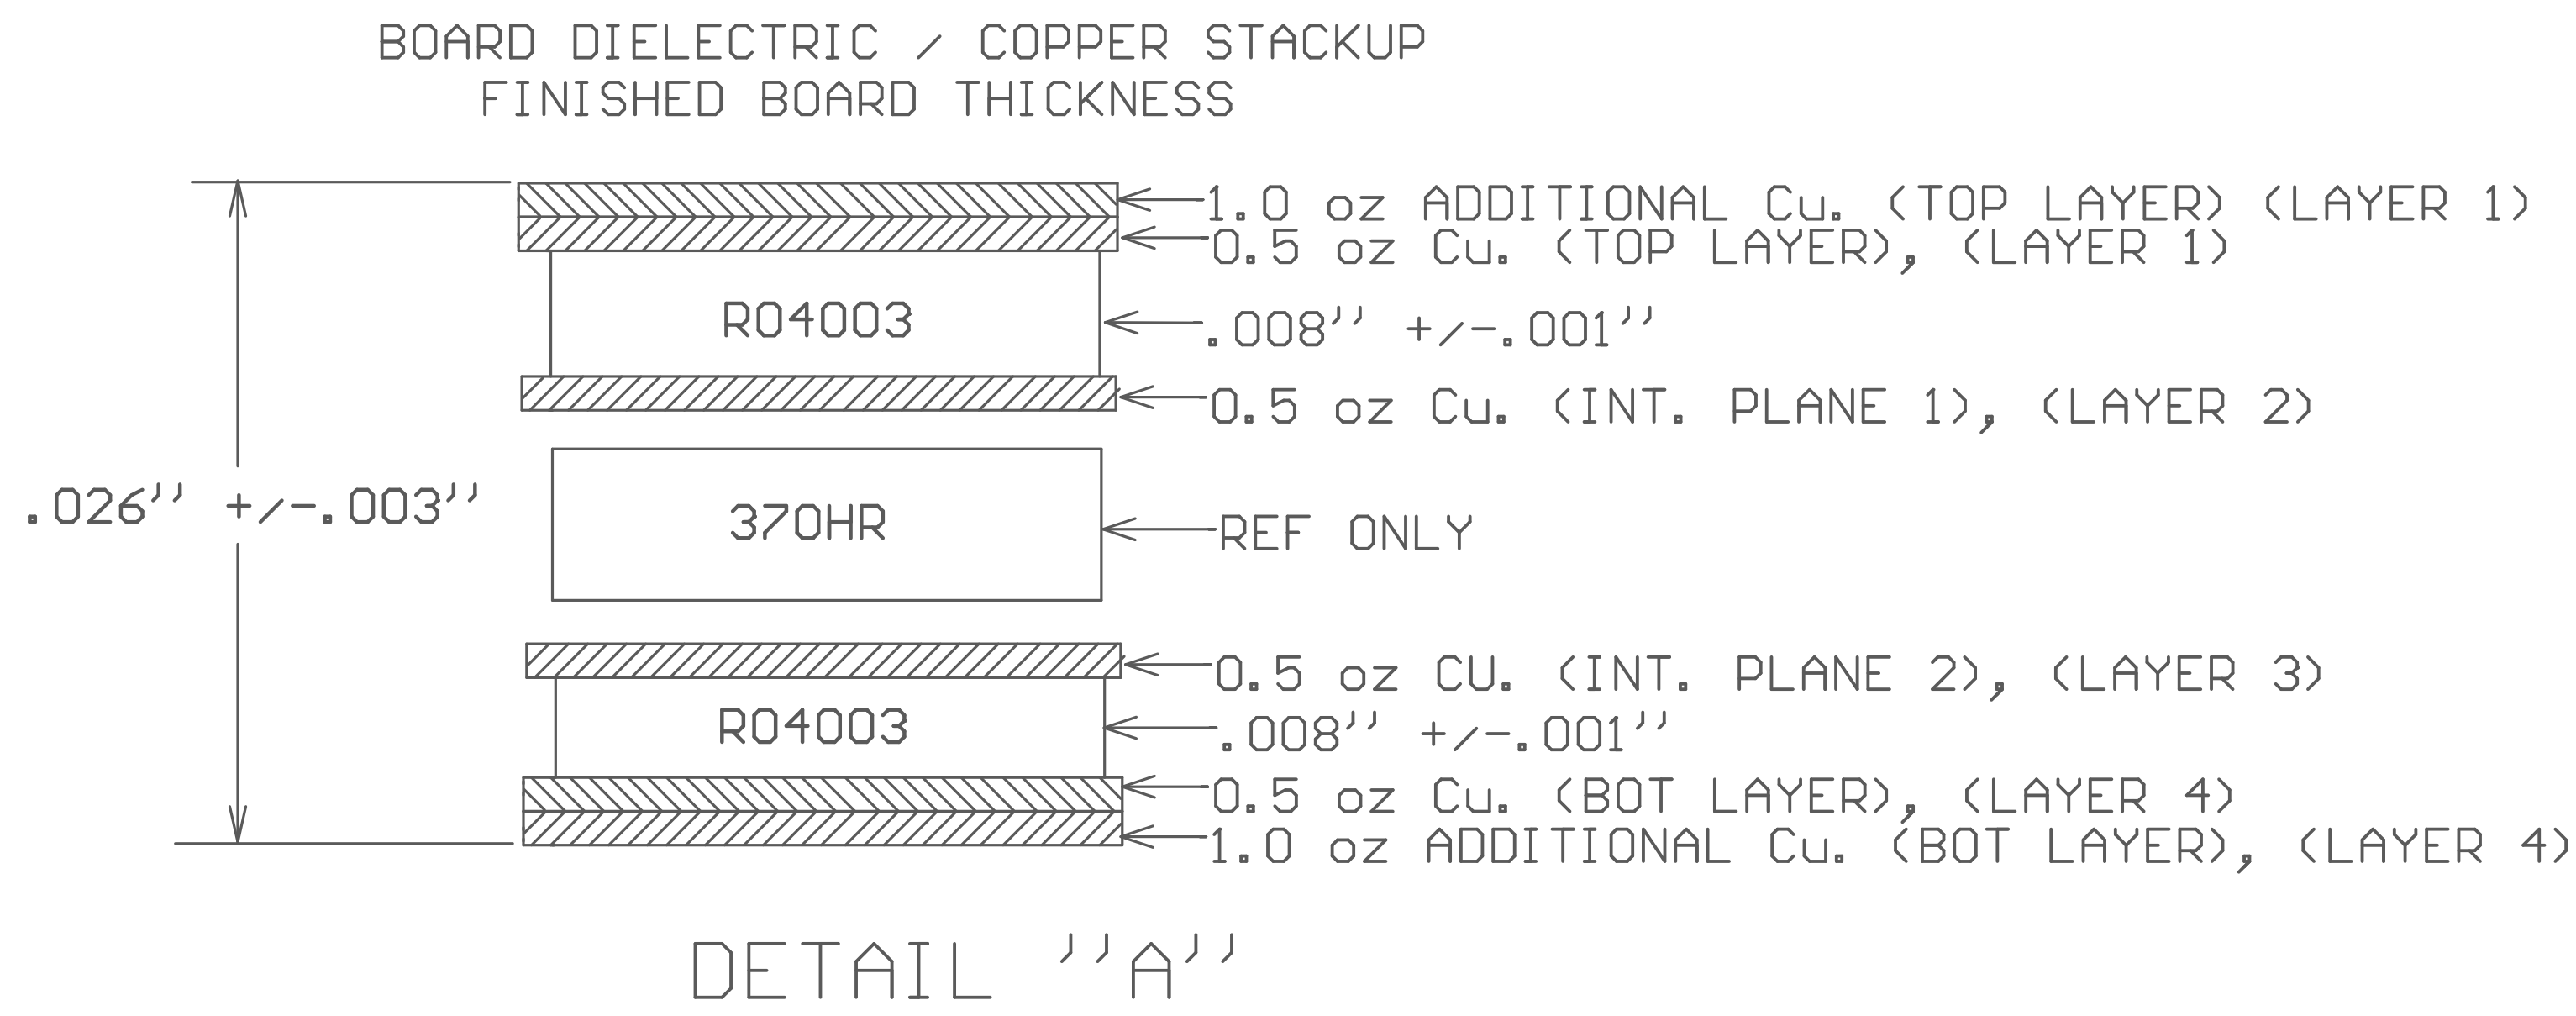 BOARD DIELECTRIC / COPPER STACKUP
FINISHED BOARD THICKNESS
1.0 oz ADDITIONAL Cu. (TOP LAYER) (LAYER 1)
0.5 oz Cu. (TOP LAYER), (LAYER 1)
RO4003
.008'' +/-.001''
0.5 oz Cu. (INT. PLANE 1), (LAYER 2)
.026'' +/-.003''
370HR
REF ONLY
0.5 oz CU. (INT. PLANE 2), (LAYER 3)
RO4003
.008'' +/-.001''
0.5 oz Cu. (BOT LAYER), (LAYER 4)
1.0 oz ADDITIONAL Cu. (BOT LAYER), (LAYER 4)
DETAIL ''A''